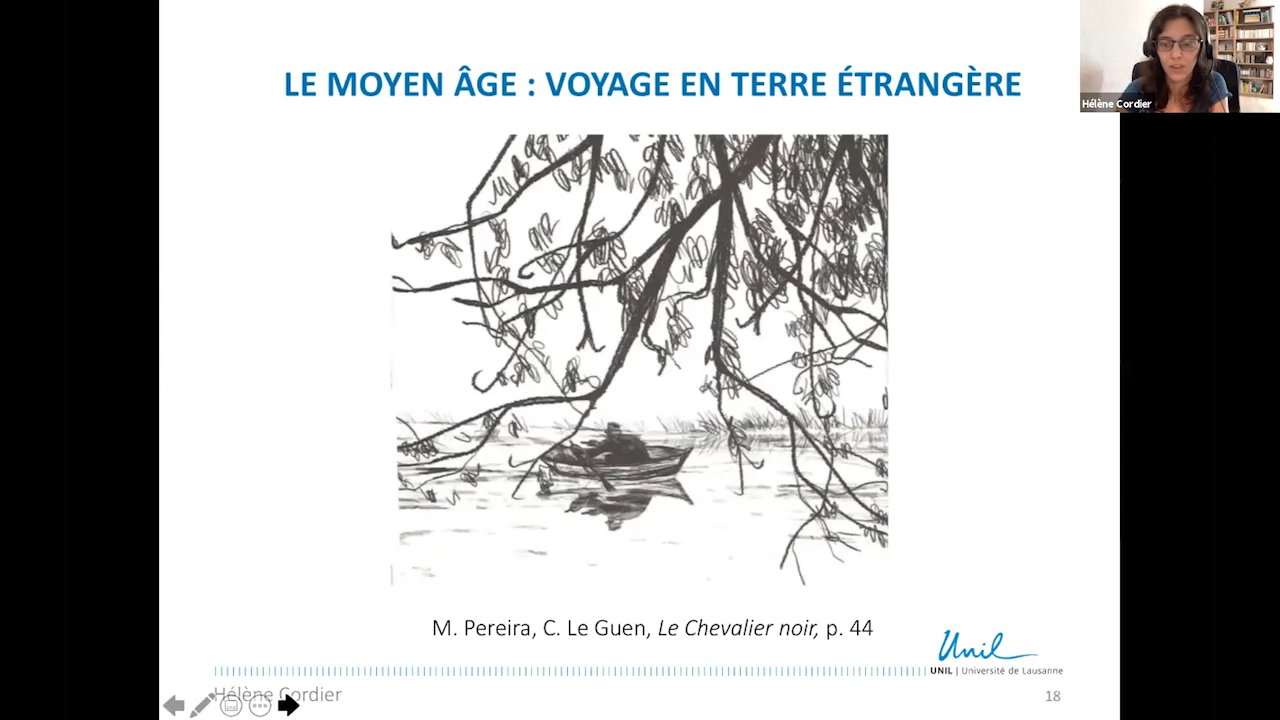 LE MOYEN ÂGE : VOYAGE EN TERRE ÉTRANGÈRE
Hélène Cordier
M. Pereira, C. Le Guen, Le Chevalier noir, p. 44
Unil
UNIL | Université de Lausanne
Hélène Cordier
18